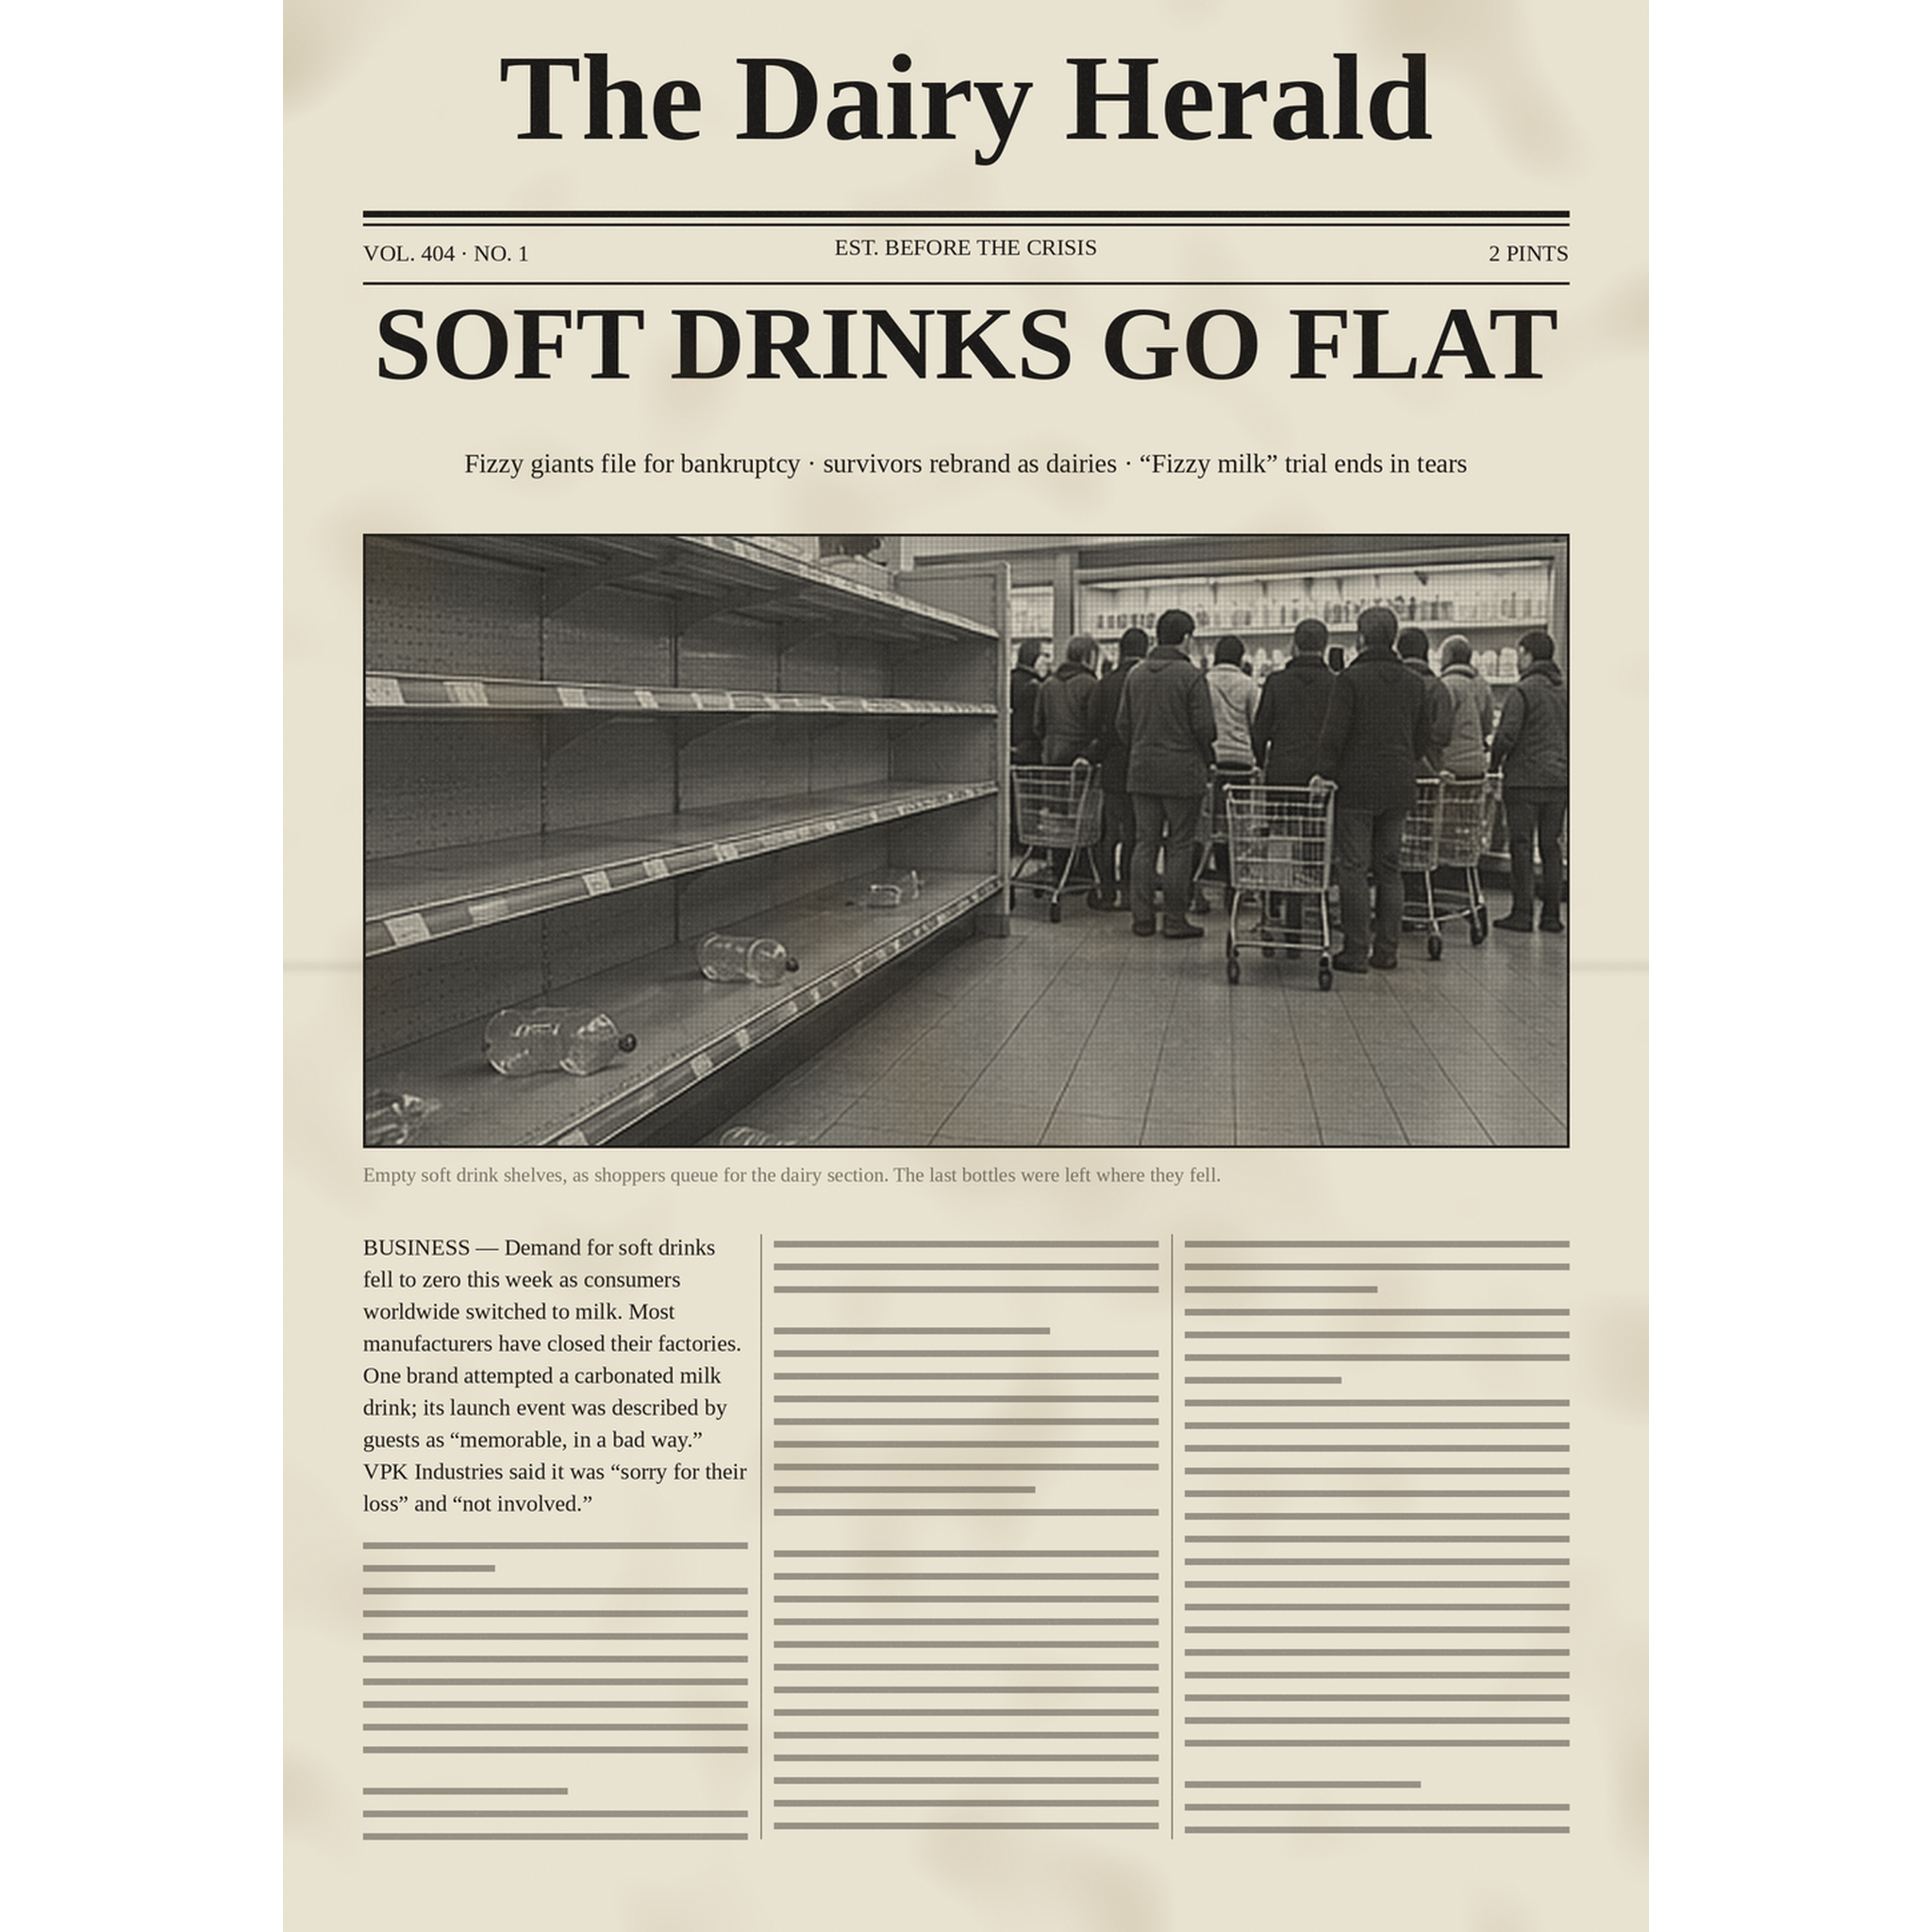 The Dairy Herald
VOL. 404 · NO. 1
EST. BEFORE THE CRISIS
2 PINTS
SOFT DRINKS GO FLAT
Fizzy giants file for bankruptcy · survivors rebrand as dairies · “Fizzy milk” trial ends in tears
Empty soft drink shelves, as shoppers queue for the dairy section. The last bottles were left where they fell.
BUSINESS — Demand for soft drinks
fell to zero this week as consumers
worldwide switched to milk. Most
manufacturers have closed their factories.
One brand attempted a carbonated milk
drink; its launch event was described by
guests as “memorable, in a bad way.”
VPK Industries said it was “sorry for their
loss” and “not involved.”